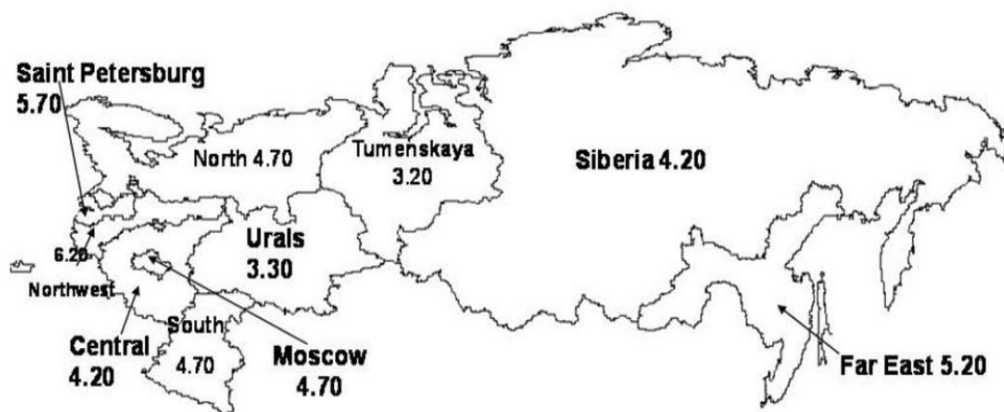 Saint Petersburg
5.70
North 4.70
Tumenskaya
3.20
Siberia 4.20
6.20
Northwest
Urals
3.30
Central
4.20
South
4.70
Moscow
4.70
Far East 5.20